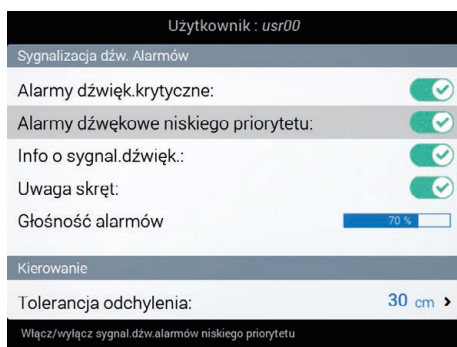 Użytkownik : usr00
Sygnalizacja dźw. Alarmów
Alarmy dźwięk.krytyczne:
Alarmy dźwękowe niskiego priorytetu:
Info o sygnal.dźwięk.:
Uwaga skręt:
Głośność alarmów 70 %
Kierowanie
Tolerancja odchylenia: 30 cm >
Włącz/wyłącz sygnal.dźw.alarmów niskiego priorytetu